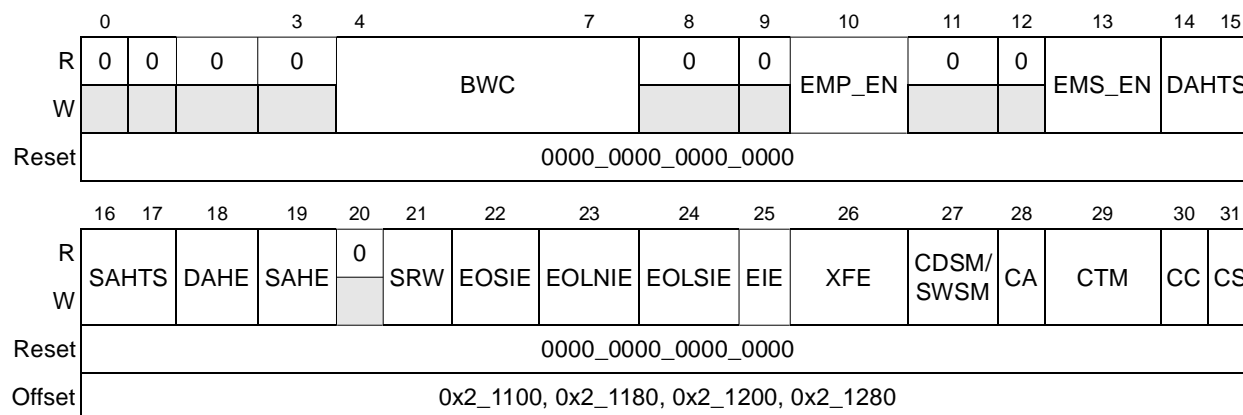 0 3 4 7 8 9 10 11 12 13 14 15
R 0 0 0 0 BWC 0 0 EMP_EN 0 0 EMS_EN DAHTS
W
Reset 0000_0000_0000_0000
16 17 18 19 20 21 22 23 24 25 26 27 28 29 30 31
R SAHTS DAHE SAHE 0 SRW EOSIE EOLNIE EOLSIE EIE XFE CDSM/ CA CTM CC CS
W SWSM
Reset 0000_0000_0000_0000
Offset 0x2_1100, 0x2_1180, 0x2_1200, 0x2_1280